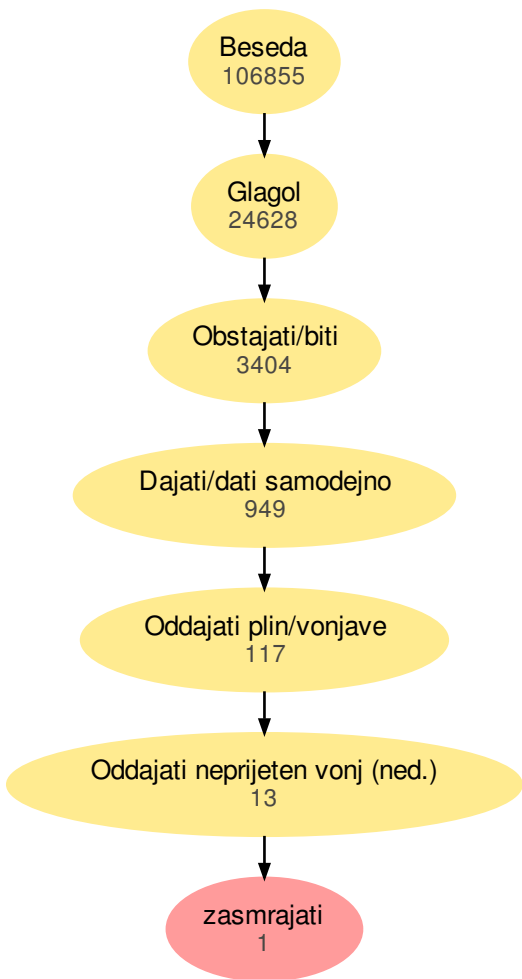 Beseda
106855
Glagol
24628
Obstajati/biti
3404
Dajati/dati samodejno
949
Oddajati plin/vonjave
117
Oddajati neprijeten vonj (ned.)
13
zasmrajati
1